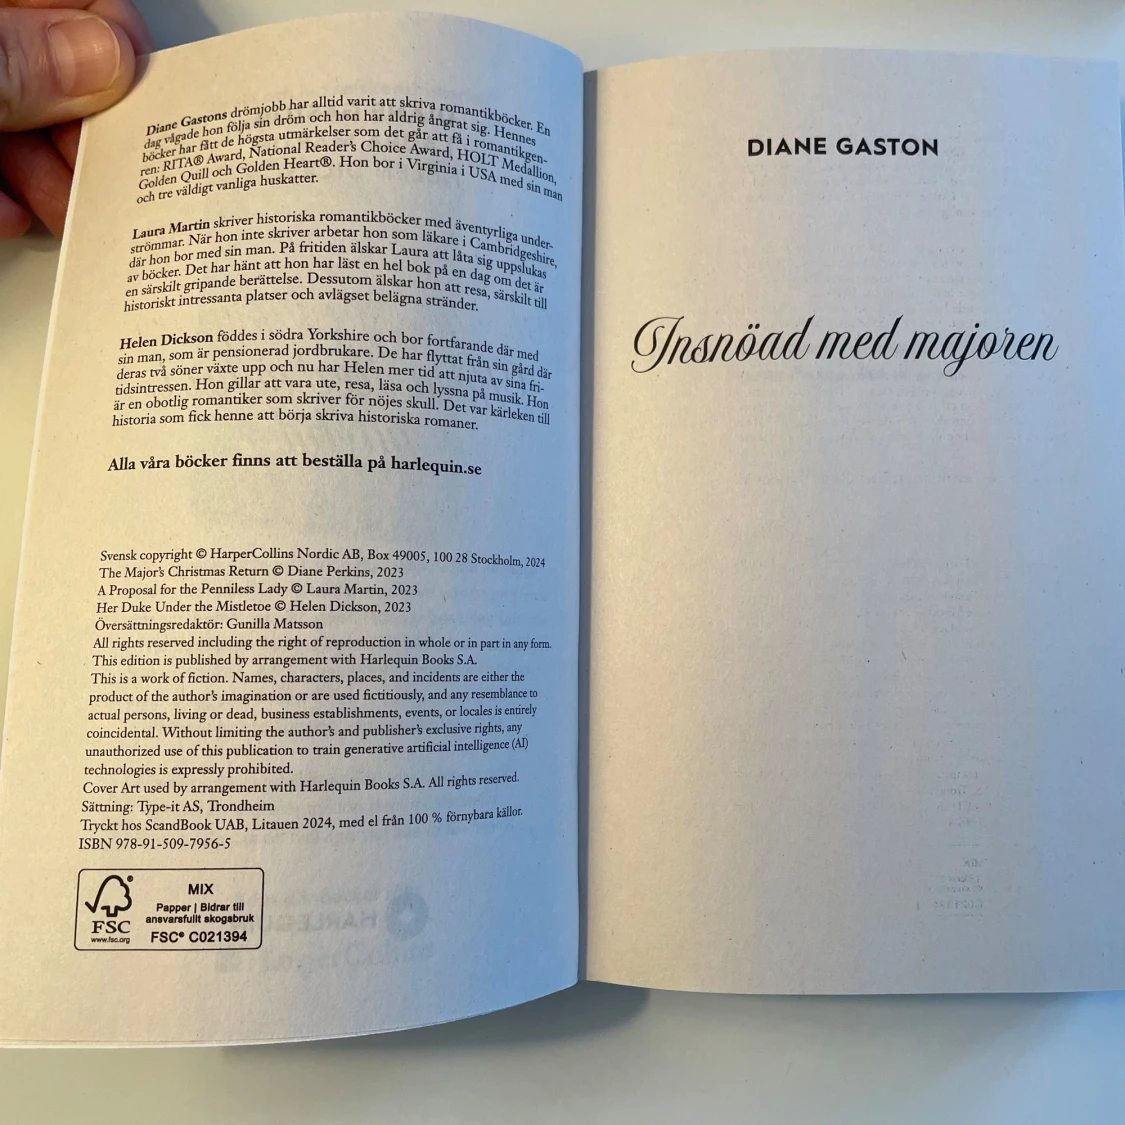 Diane Gastons drömjobb har alltid varit att skriva romantikböcker. En
dag vågade hon följa sin dröm och hon har aldrig ångrat sig. Hennes
böcker har fått de högsta utmärkelser som det går att få i romantikgen-
ren: RITA® Award, National Reader's Choice Award, HOLT Medallion,
Golden Quill och Golden Heart®. Hon bor i Virginia i USA med sin man
och tre väldigt vanliga huskatter.
Laura Martin skriver historiska romantikböcker med äventyrliga under-
strömmar. När hon inte skriver arbetar hon som läkare i Cambridgeshire,
där hon bor med sin man. På fritiden älskar Laura att låta sig uppslukas
av böcker. Det har hänt att hon har läst en hel bok på en dag om det är
en särskilt gripande berättelse. Dessutom älskar hon att resa, särskilt till
historiskt intressanta platser och avlägset belägna stränder.
Helen Dickson föddes i södra Yorkshire och bor fortfarande där med
sin man, som är pensionerad jordbrukare. De har flyttat från sin gård där
deras två söner växte upp och nu har Helen mer tid att njuta av sina fri-
tidsintressen. Hon gillar att vara ute, resa, läsa och lyssna på musik. Hon
är en obotlig romantiker som skriver för nöjes skull. Det var kärleken till
historia som fick henne att börja skriva historiska romaner.
Alla våra böcker finns att beställa på harlequin.se
Svensk copyright © HarperCollins Nordic AB, Box 49005, 100 28 Stockholm, 2024
The Major's Christmas Return © Diane Perkins, 2023
A Proposal for the Penniless Lady © Laura Martin, 2023
Her Duke Under the Mistletoe © Helen Dickson, 2023
Översättningsredaktör: Gunilla Matsson
All rights reserved including the right of reproduction in whole or in part in any form.
This edition is published by arrangement with Harlequin Books S.A.
This is a work of fiction. Names, characters, places, and incidents are either the
product of the author's imagination or are used fictitiously, and any resemblance to
actual persons, living or dead, business establishments, events, or locales is entirely
coincidental. Without limiting the author's and publisher's exclusive rights, any
unauthorized use of this publication to train generative artificial intelligence (AI)
technologies is expressly prohibited.
Cover Art used by arrangement with Harlequin Books S.A. All rights reserved.
Sättning: Type-it AS, Trondheim
Tryckt hos ScandBook UAB, Litauen 2024, med el från 100 % förnybara källor.
ISBN 978-91-509-7956-5
FSC
www.fsc.org
MIX
Papper | Bidrar till
ansvarsfullt skogsbruk
FSC® C021394
DIANE GASTON
Insnöad med majoren